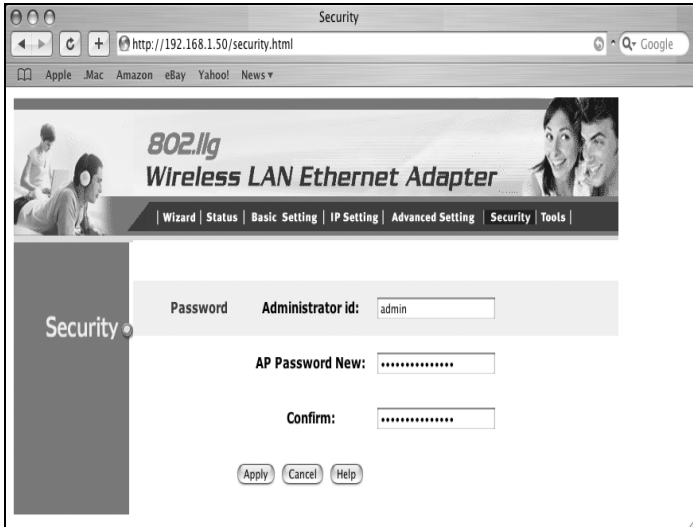 Security
http://192.168.1.50/security.html
Google
Apple .Mac Amazon eBay Yahoo! News
802.11g
Wireless LAN Ethernet Adapter
| Wizard | Status | Basic Setting | IP Setting | Advanced Setting | Security | Tools |
Security
Password Administrator id: admin
AP Password New: •••••••••••••••
Confirm: •••••••••••••••
Apply Cancel Help